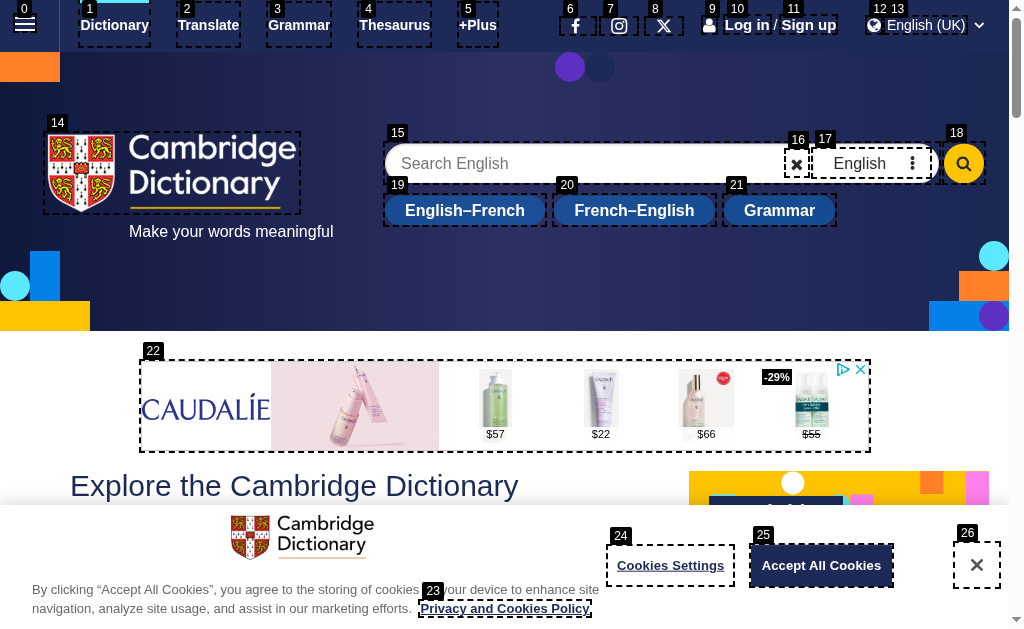 0 1 2 3 4 5 6 7 8 9 10 11 12 13
Dictionary Translate Grammar Thesaurus +Plus Log in / Sign up English (UK)
14 15 16 17 18
Cambridge
Dictionary
Make your words meaningful
Search English English
19 20 21
English–French French–English Grammar
22
CAUDALÍE
$57 $22 $66 -29% $55
Explore the Cambridge Dictionary
Cambridge
Dictionary
By clicking “Accept All Cookies”, you agree to the storing of cookies your device to enhance site
navigation, analyze site usage, and assist in our marketing efforts. Privacy and Cookies Policy
23
24 25 26
Cookies Settings Accept All Cookies